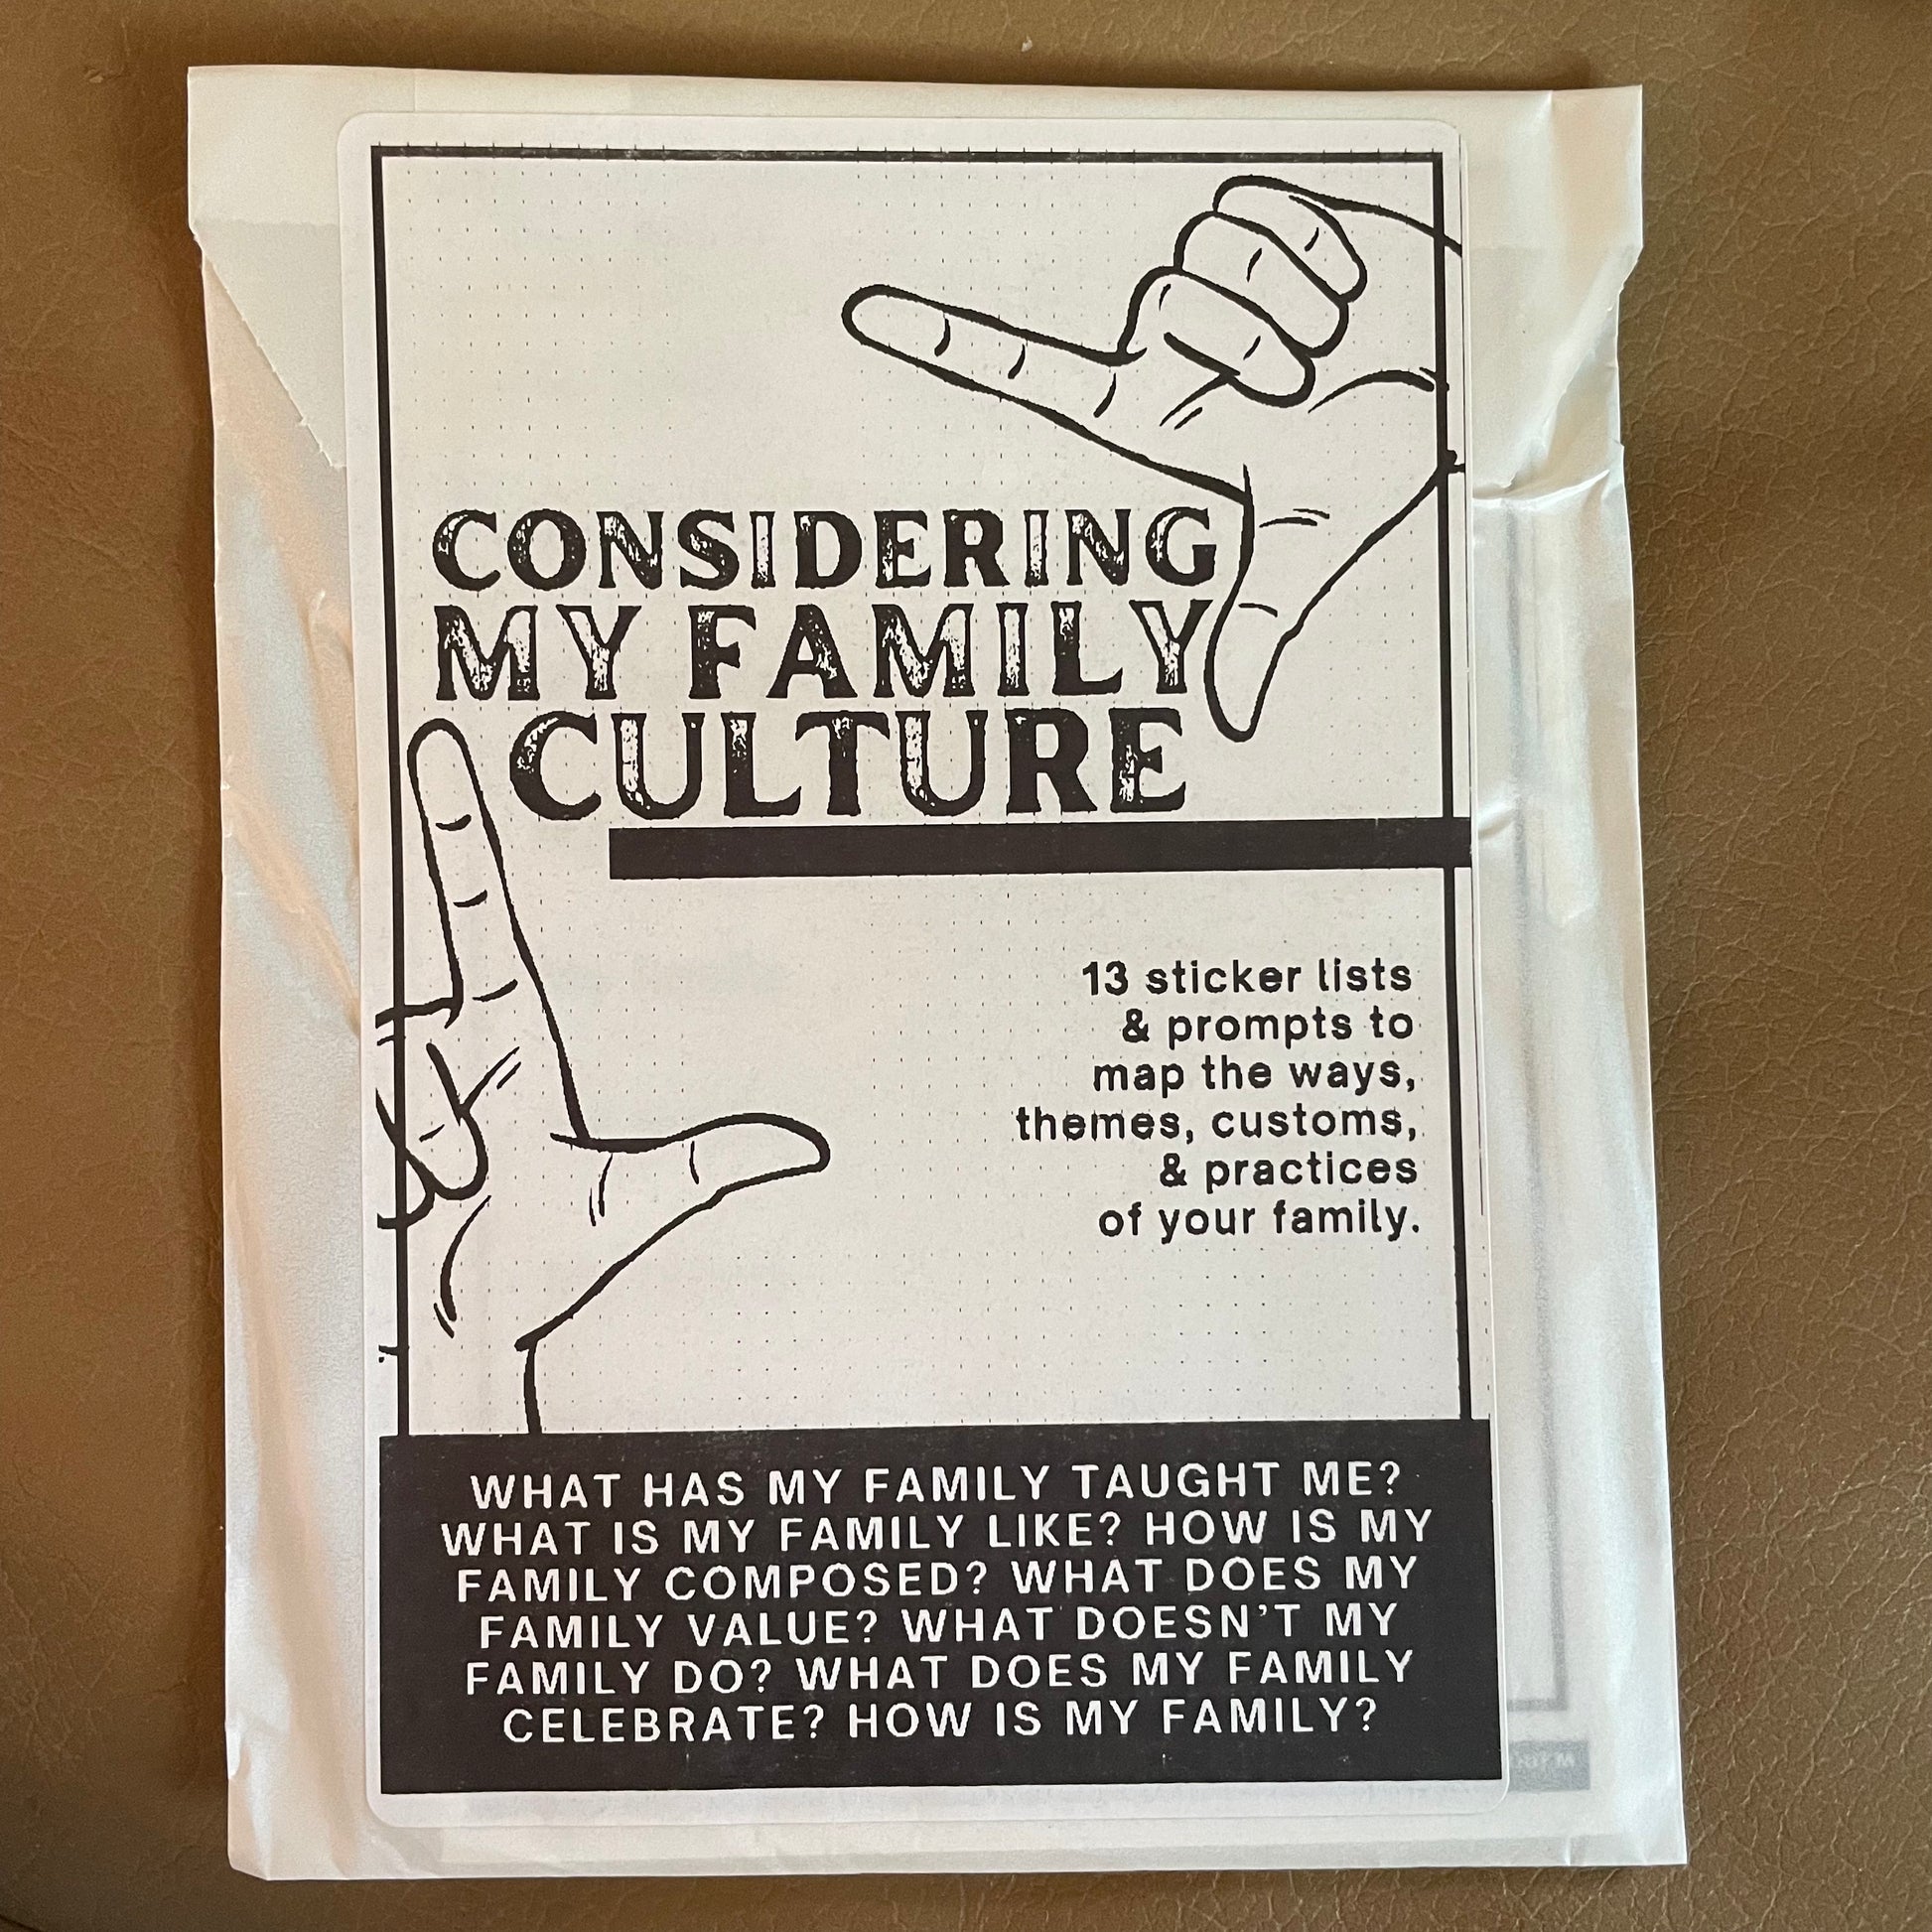 CONSIDERING
MY FAMILY
CULTURE
13 sticker lists
& prompts to
map the ways,
themes, customs,
& practices
of your family.
WHAT HAS MY FAMILY TAUGHT ME?
WHAT IS MY FAMILY LIKE? HOW IS MY
FAMILY COMPOSED? WHAT DOES MY
FAMILY VALUE? WHAT DOESN'T MY
FAMILY DO? WHAT DOES MY FAMILY
CELEBRATE? HOW IS MY FAMILY?